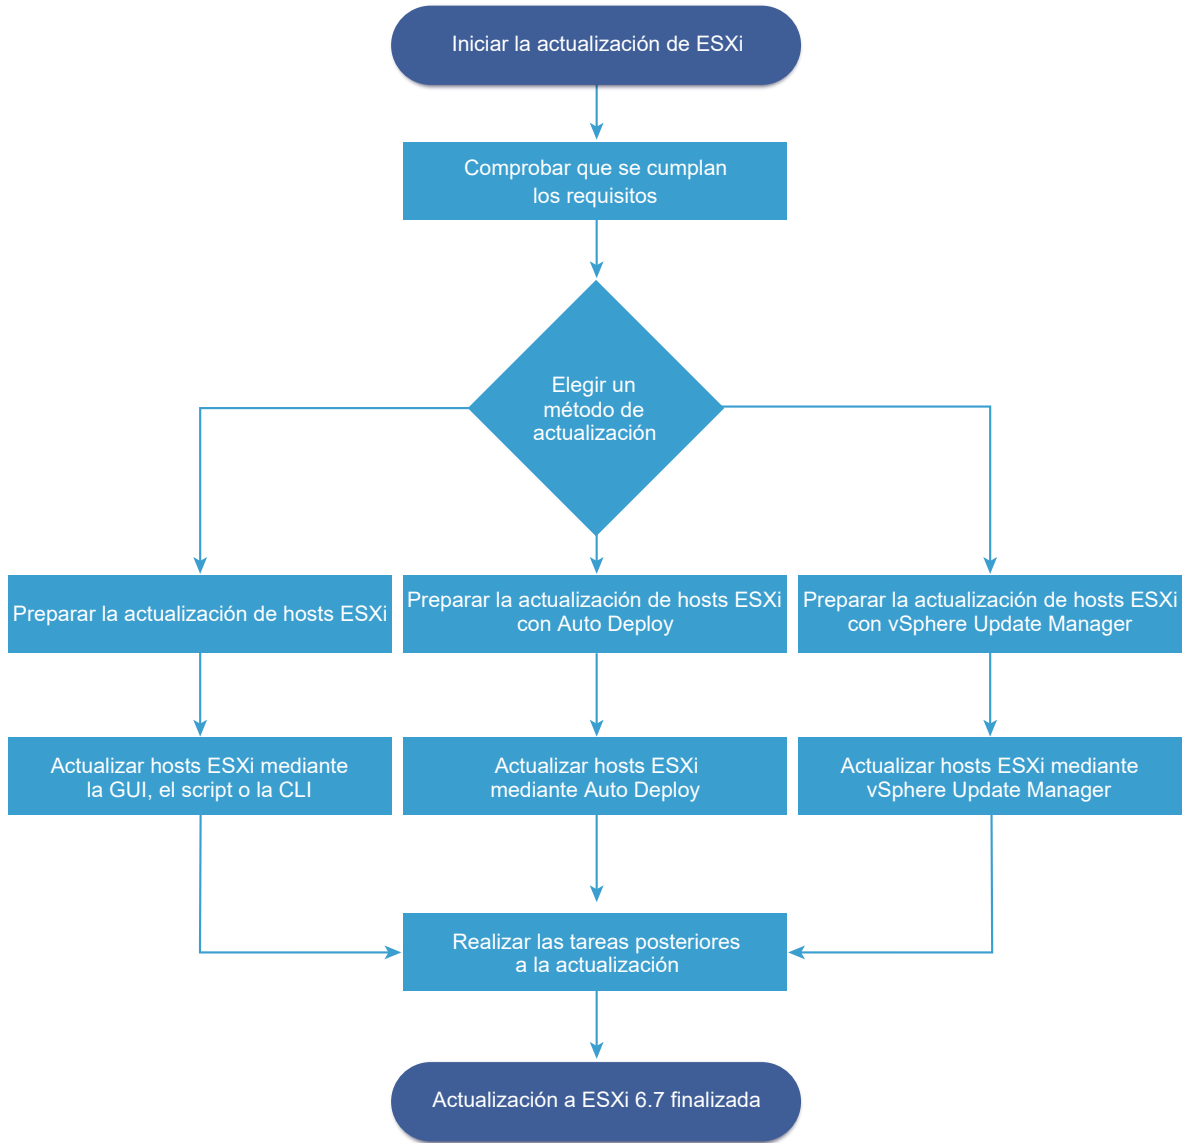 Iniciar la actualización de ESXi
Comprobar que se cumplan
los requisitos
Elegir un
método de
actualización
Preparar la actualización de hosts ESXi
Preparar la actualización de hosts ESXi
con Auto Deploy
Preparar la actualización de hosts ESXi
con vSphere Update Manager
Actualizar hosts ESXi mediante
la GUI, el script o la CLI
Actualizar hosts ESXi
mediante Auto Deploy
Actualizar hosts ESXi mediante
vSphere Update Manager
Realizar las tareas posteriores
a la actualización
Actualización a ESXi 6.7 finalizada